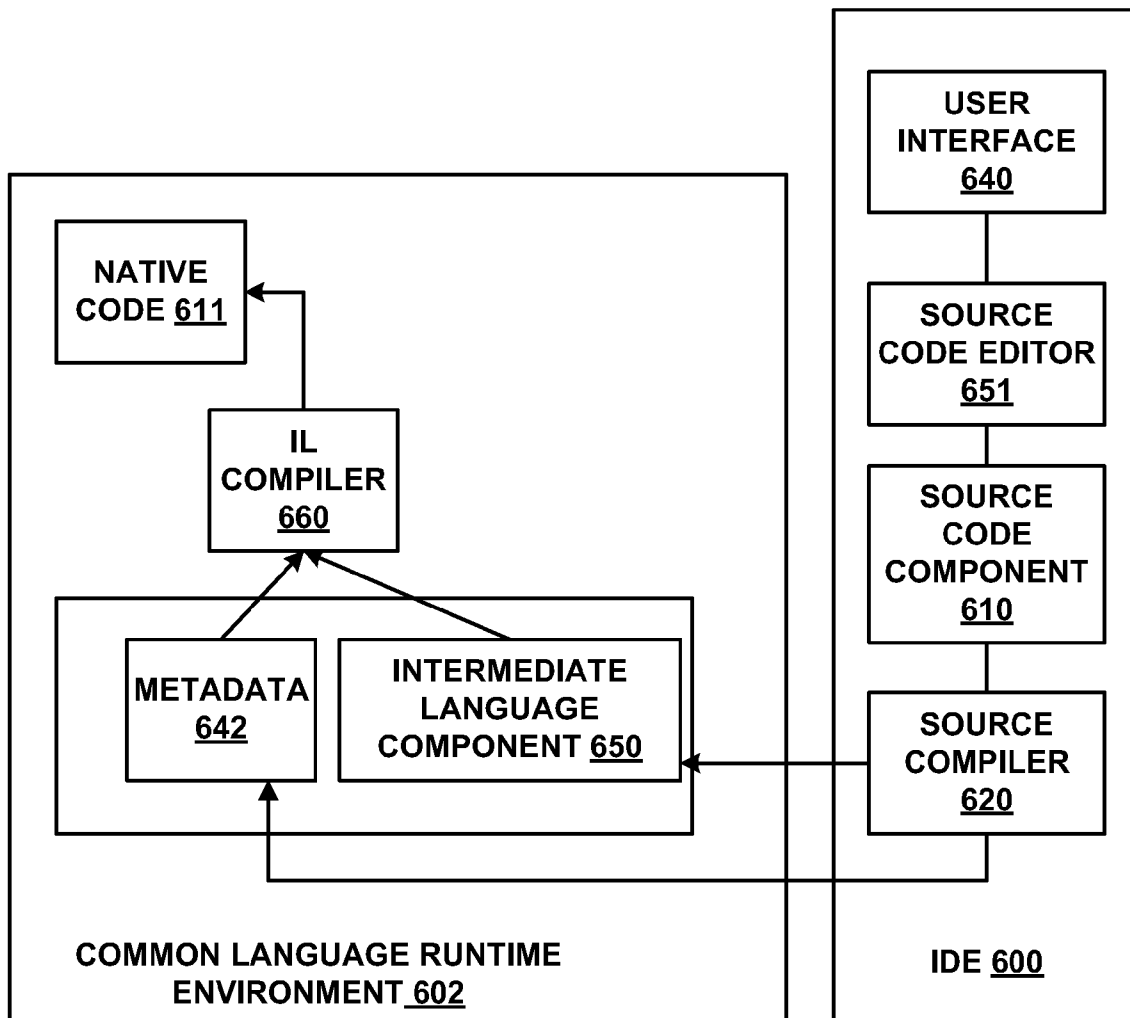 USER
INTERFACE
640
NATIVE
CODE 611
SOURCE
CODE EDITOR
651
IL
COMPILER
660
SOURCE
CODE
COMPONENT
610
METADATA
642
INTERMEDIATE
LANGUAGE
COMPONENT 650
SOURCE
COMPILER
620
COMMON LANGUAGE RUNTIME
ENVIRONMENT 602
IDE 600